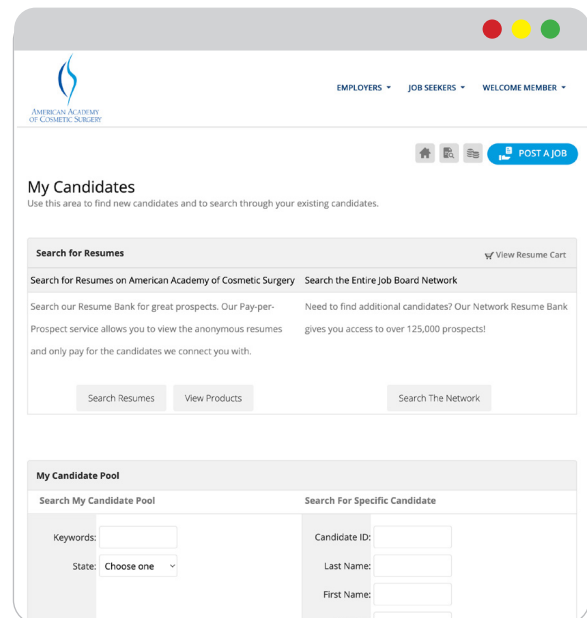 AMERICAN ACADEMY
OF COSMETIC SURGERY
EMPLOYERS
JOB SEEKERS
WELCOME MEMBER
POST A JOB
My Candidates
Use this area to find new candidates and to search through your existing candidates.
Search for Resumes
View Resume Cart
Search for Resumes on American Academy of Cosmetic Surgery
Search our Resume Bank for great prospects. Our Pay-per-
Prospect service allows you to view the anonymous resumes
and only pay for the candidates we connect you with.
Search Resumes
View Products
Search the Entire Job Board Network
Need to find additional candidates? Our Network Resume Bank
gives you access to over 125,000 prospects!
Search The Network
My Candidate Pool
Search My Candidate Pool
Keywords:
State: Choose one
Search For Specific Candidate
Candidate ID:
Last Name:
First Name: